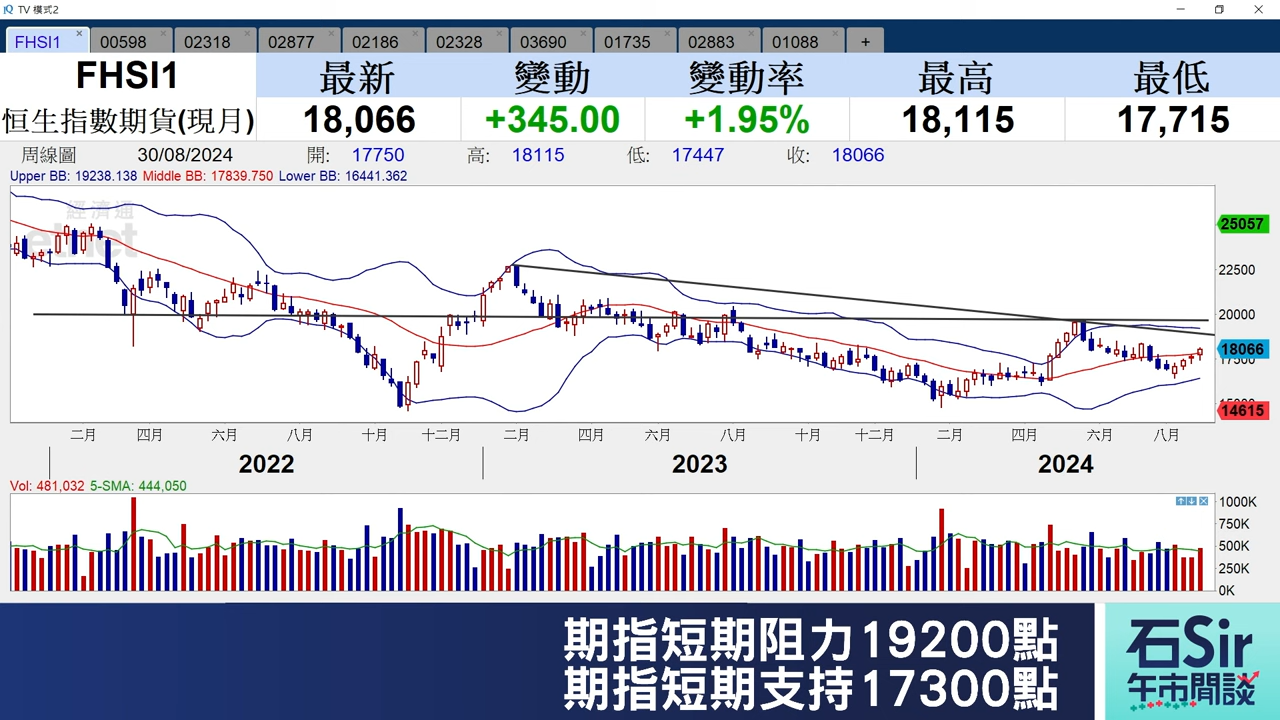 TV 模式2
FHSI1 00598 02318 02877 02186 02328 03690 01735 02883 01088 +
FHSI1 最新 變動 變動率 最高 最低
恒生指數期貨(現月) 18,066 +345.00 +1.95% 18,115 17,715
周線圖 30/08/2024 開: 17750 高: 18115 低: 17447 收: 18066
Upper BB: 19238.138 Middle BB: 17839.750 Lower BB: 16441.362
經濟通
etnet
25057
22500
20000
18066
17500
15000
14615
二月 四月 六月 八月 十月 十二月 二月 四月 六月 八月 十月 十二月 二月 四月 六月 八月
2022 2023 2024
Vol: 481,032 5-SMA: 444,050
1000K
750K
500K
250K
0K
期指短期阻力19200點
期指短期支持17300點
石Sir
午市閒談